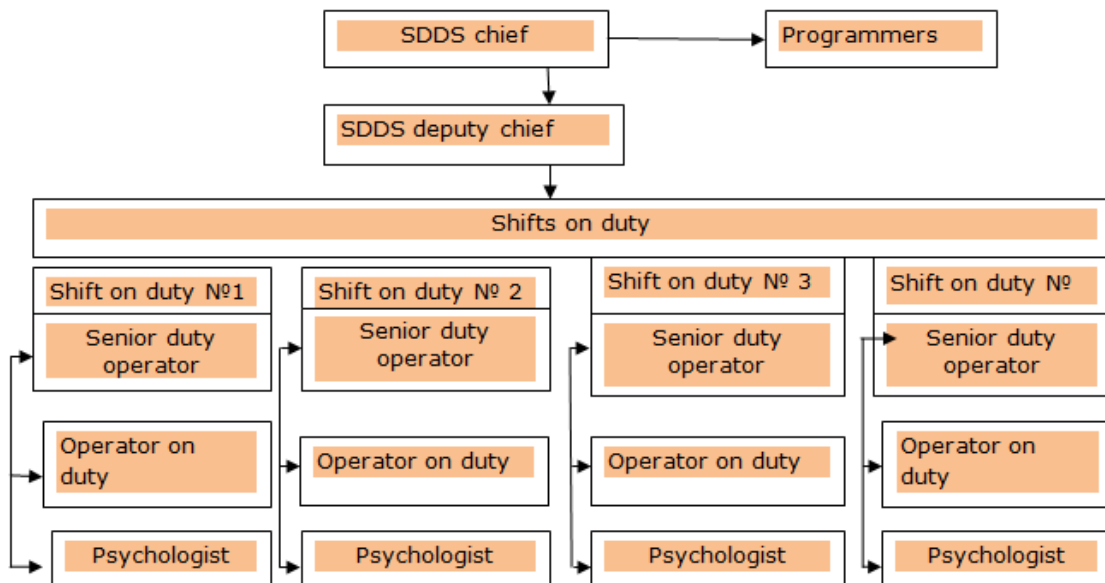 SDDS chief
Programmers
SDDS deputy chief
Shifts on duty
Shift on duty №1
Shift on duty № 2
Shift on duty № 3
Shift on duty №
Senior duty
operator
Senior duty
operator
Senior duty
operator
Senior duty
operator
Operator on
duty
Operator on duty
Operator on duty
Operator on
duty
Psychologist
Psychologist
Psychologist
Psychologist